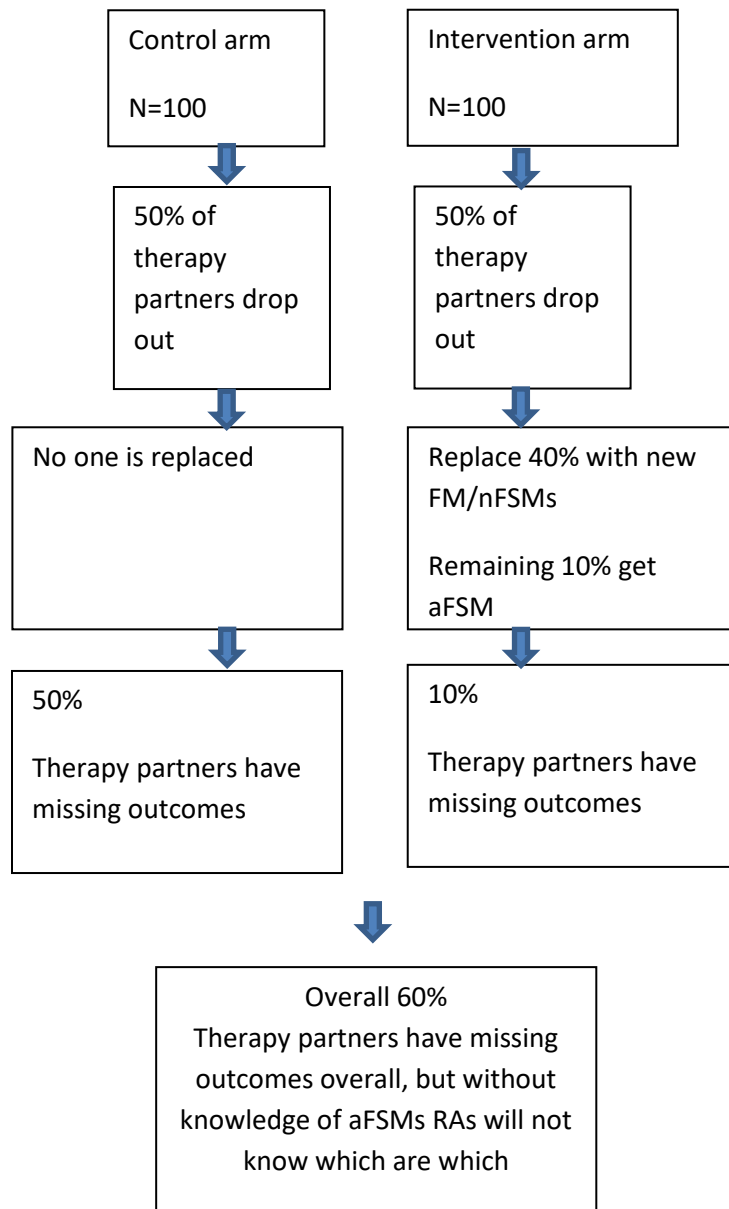 Control arm
N=100
Intervention arm
N=100
50% of
therapy
partners drop
out
50% of
therapy
partners drop
out
No one is replaced
Replace 40% with new
FM/nFSMs
Remaining 10% get
aFSM
50%
Therapy partners have
missing outcomes
10%
Therapy partners have
missing outcomes
Overall 60%
Therapy partners have missing
outcomes overall, but without
knowledge of aFSMs RAs will not
know which are which